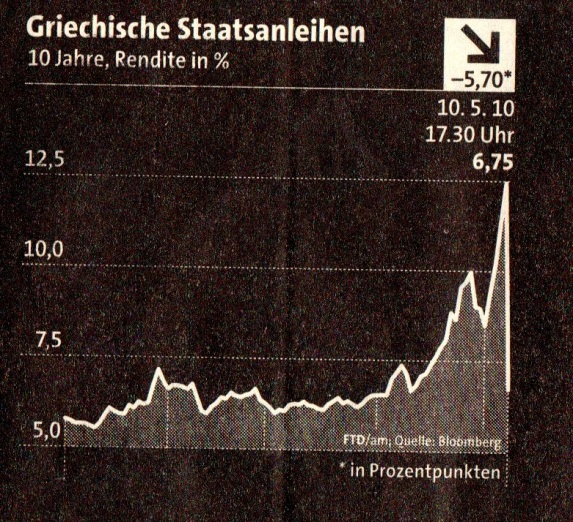 Griechische Staatsanleihen
10 Jahre, Rendite in %
–5,70*
10. 5. 10
17.30 Uhr
6,75
12,5
10,0
7,5
5,0
FTD/am; Quelle: Bloomberg
* in Prozentpunkten